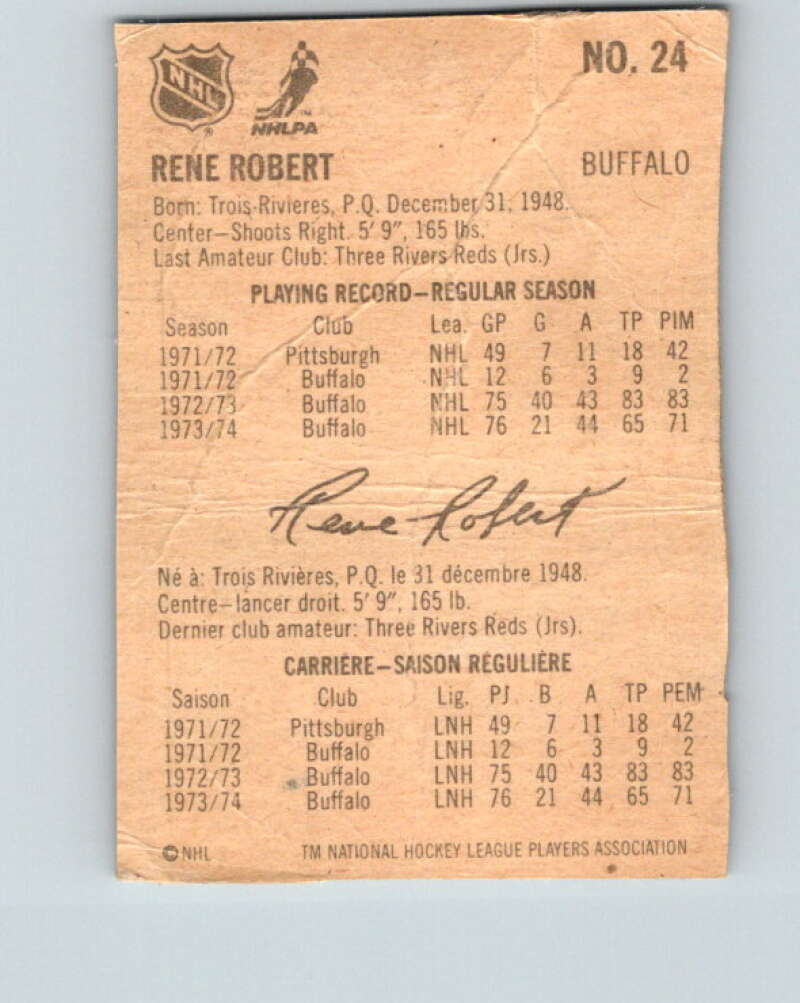 NHL
NHLPA
NO. 24
RENE ROBERT BUFFALO
Born: Trois-Rivieres, P.Q. December 31, 1948.
Center—Shoots Right. 5' 9", 165 lbs.
Last Amateur Club: Three Rivers Reds (Jrs.)
PLAYING RECORD—REGULAR SEASON
Season Club Lea. GP G A TP PIM
1971/72 Pittsburgh NHL 49 7 11 18 42
1971/72 Buffalo NHL 12 6 3 9 2
1972/73 Buffalo NHL 75 40 43 83 83
1973/74 Buffalo NHL 76 21 44 65 71
Rene Robert
Né à: Trois Rivières, P.Q. le 31 décembre 1948.
Centre—lancer droit. 5' 9", 165 lb.
Dernier club amateur: Three Rivers Reds (Jrs).
CARRIÈRE—SAISON RÉGULIÈRE
Saison Club Lig. PJ B A TP PEM
1971/72 Pittsburgh LNH 49 7 11 18 42
1971/72 Buffalo LNH 12 6 3 9 2
1972/73 Buffalo LNH 75 40 43 83 83
1973/74 Buffalo LNH 76 21 44 65 71
© NHL TM NATIONAL HOCKEY LEAGUE PLAYERS ASSOCIATION